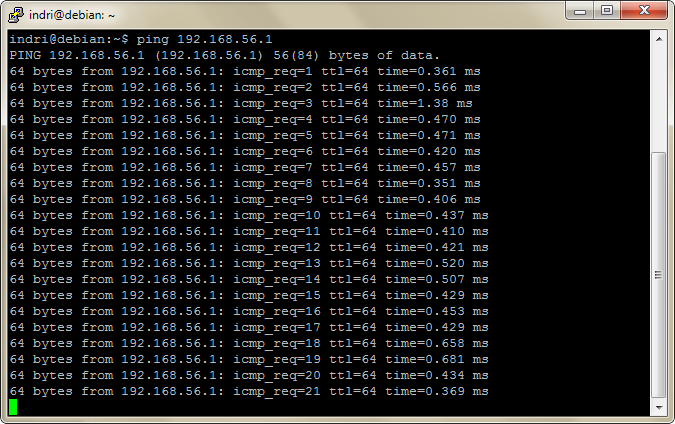 indri@debian: ~
indri@debian:~$ ping 192.168.56.1
PING 192.168.56.1 (192.168.56.1) 56(84) bytes of data.
64 bytes from 192.168.56.1: icmp_req=1 ttl=64 time=0.361 ms
64 bytes from 192.168.56.1: icmp_req=2 ttl=64 time=0.566 ms
64 bytes from 192.168.56.1: icmp_req=3 ttl=64 time=1.38 ms
64 bytes from 192.168.56.1: icmp_req=4 ttl=64 time=0.470 ms
64 bytes from 192.168.56.1: icmp_req=5 ttl=64 time=0.471 ms
64 bytes from 192.168.56.1: icmp_req=6 ttl=64 time=0.420 ms
64 bytes from 192.168.56.1: icmp_req=7 ttl=64 time=0.457 ms
64 bytes from 192.168.56.1: icmp_req=8 ttl=64 time=0.351 ms
64 bytes from 192.168.56.1: icmp_req=9 ttl=64 time=0.406 ms
64 bytes from 192.168.56.1: icmp_req=10 ttl=64 time=0.437 ms
64 bytes from 192.168.56.1: icmp_req=11 ttl=64 time=0.410 ms
64 bytes from 192.168.56.1: icmp_req=12 ttl=64 time=0.421 ms
64 bytes from 192.168.56.1: icmp_req=13 ttl=64 time=0.520 ms
64 bytes from 192.168.56.1: icmp_req=14 ttl=64 time=0.507 ms
64 bytes from 192.168.56.1: icmp_req=15 ttl=64 time=0.429 ms
64 bytes from 192.168.56.1: icmp_req=16 ttl=64 time=0.453 ms
64 bytes from 192.168.56.1: icmp_req=17 ttl=64 time=0.429 ms
64 bytes from 192.168.56.1: icmp_req=18 ttl=64 time=0.658 ms
64 bytes from 192.168.56.1: icmp_req=19 ttl=64 time=0.681 ms
64 bytes from 192.168.56.1: icmp_req=20 ttl=64 time=0.434 ms
64 bytes from 192.168.56.1: icmp_req=21 ttl=64 time=0.369 ms